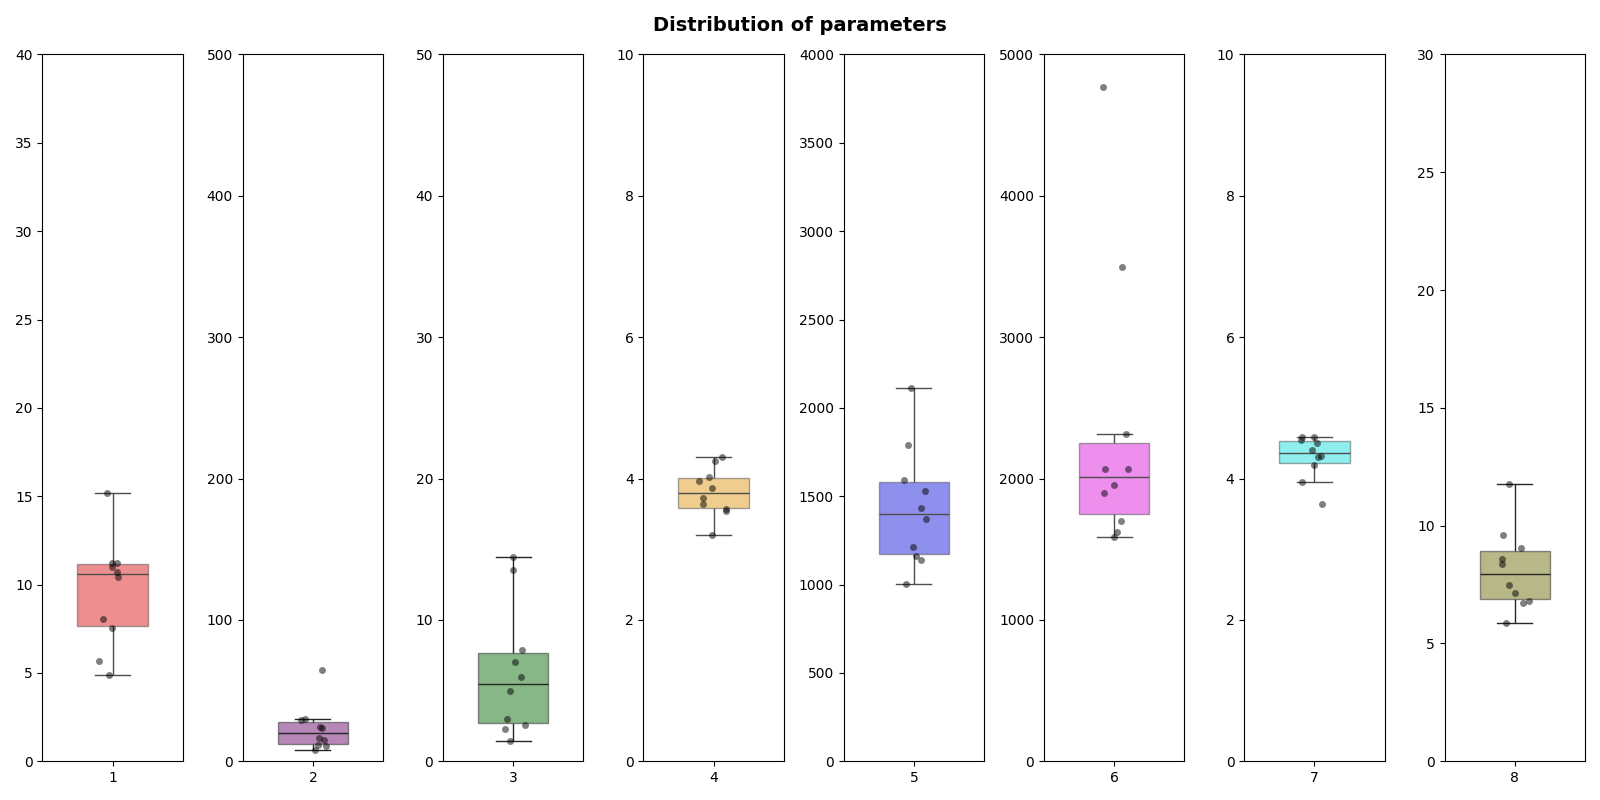 Distribution of parameters
40 500 50 10 4000 5000 10 30
35 3500 25
400 40 8 4000 8
30 3000 20
25 300 30 6 2500 3000 6
20 2000 15
15 200 20 4 1500 2000 4 10
10 100 10 2 1000 1000 2 5
5 500
0 0 0 0 0 0 0 0
1 2 3 4 5 6 7 8